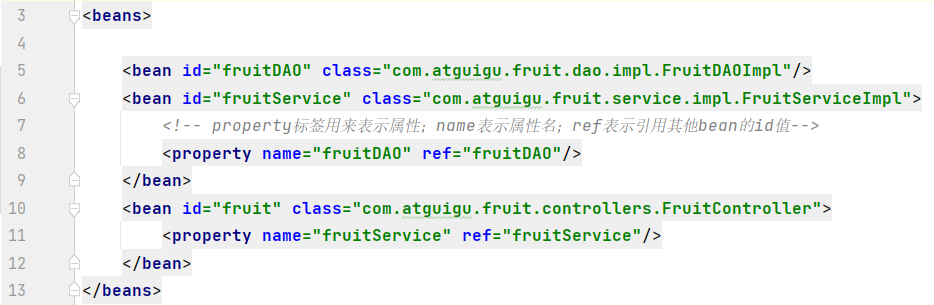 3 <beans>
4
5 <bean id="fruitDAO" class="com.atguigu.fruit.dao.impl.FruitDAOImpl"/>
6 <bean id="fruitService" class="com.atguigu.fruit.service.impl.FruitServiceImpl">
7 <!-- property标签用来表示属性；name表示属性名；ref表示引用其他bean的id值-->
8 <property name="fruitDAO" ref="fruitDAO"/>
9 </bean>
10 <bean id="fruit" class="com.atguigu.fruit.controllers.FruitController">
11 <property name="fruitService" ref="fruitService"/>
12 </bean>
13 </beans>